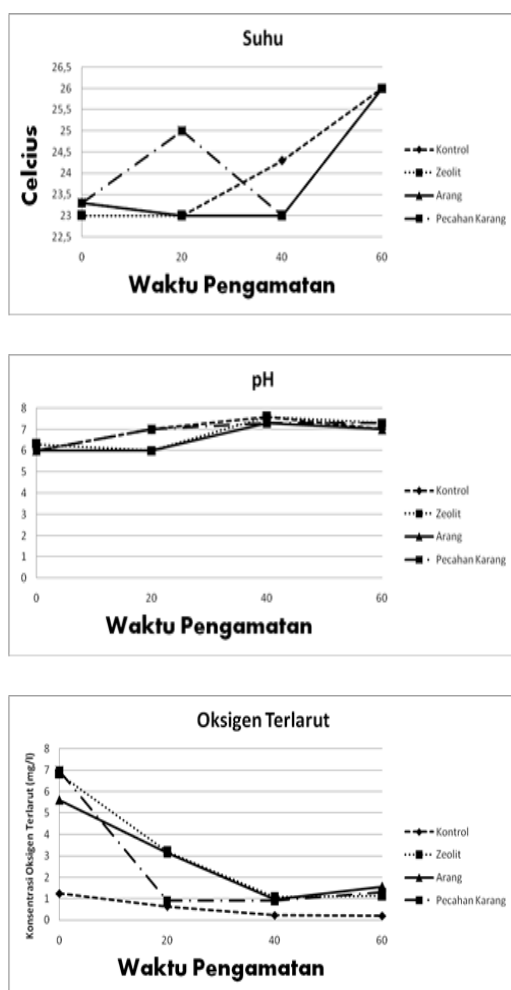 Suhu
Celcius
26,5
26
25,5
25
24,5
24
23,5
23
22,5
0 20 40 60
Waktu Pengamatan
Kontrol
Zeolit
Arang
Pecahan Karang
pH
8
7
6
5
4
3
2
1
0
0 20 40 60
Waktu Pengamatan
Kontrol
Zeolit
Arang
Pecahan Karang
Oksigen Terlarut
Konsentrasi Oksigen Terlarut (mg/l)
8
7
6
5
4
3
2
1
0
0 20 40 60
Waktu Pengamatan
Kontrol
Zeolit
Arang
Pecahan Karang